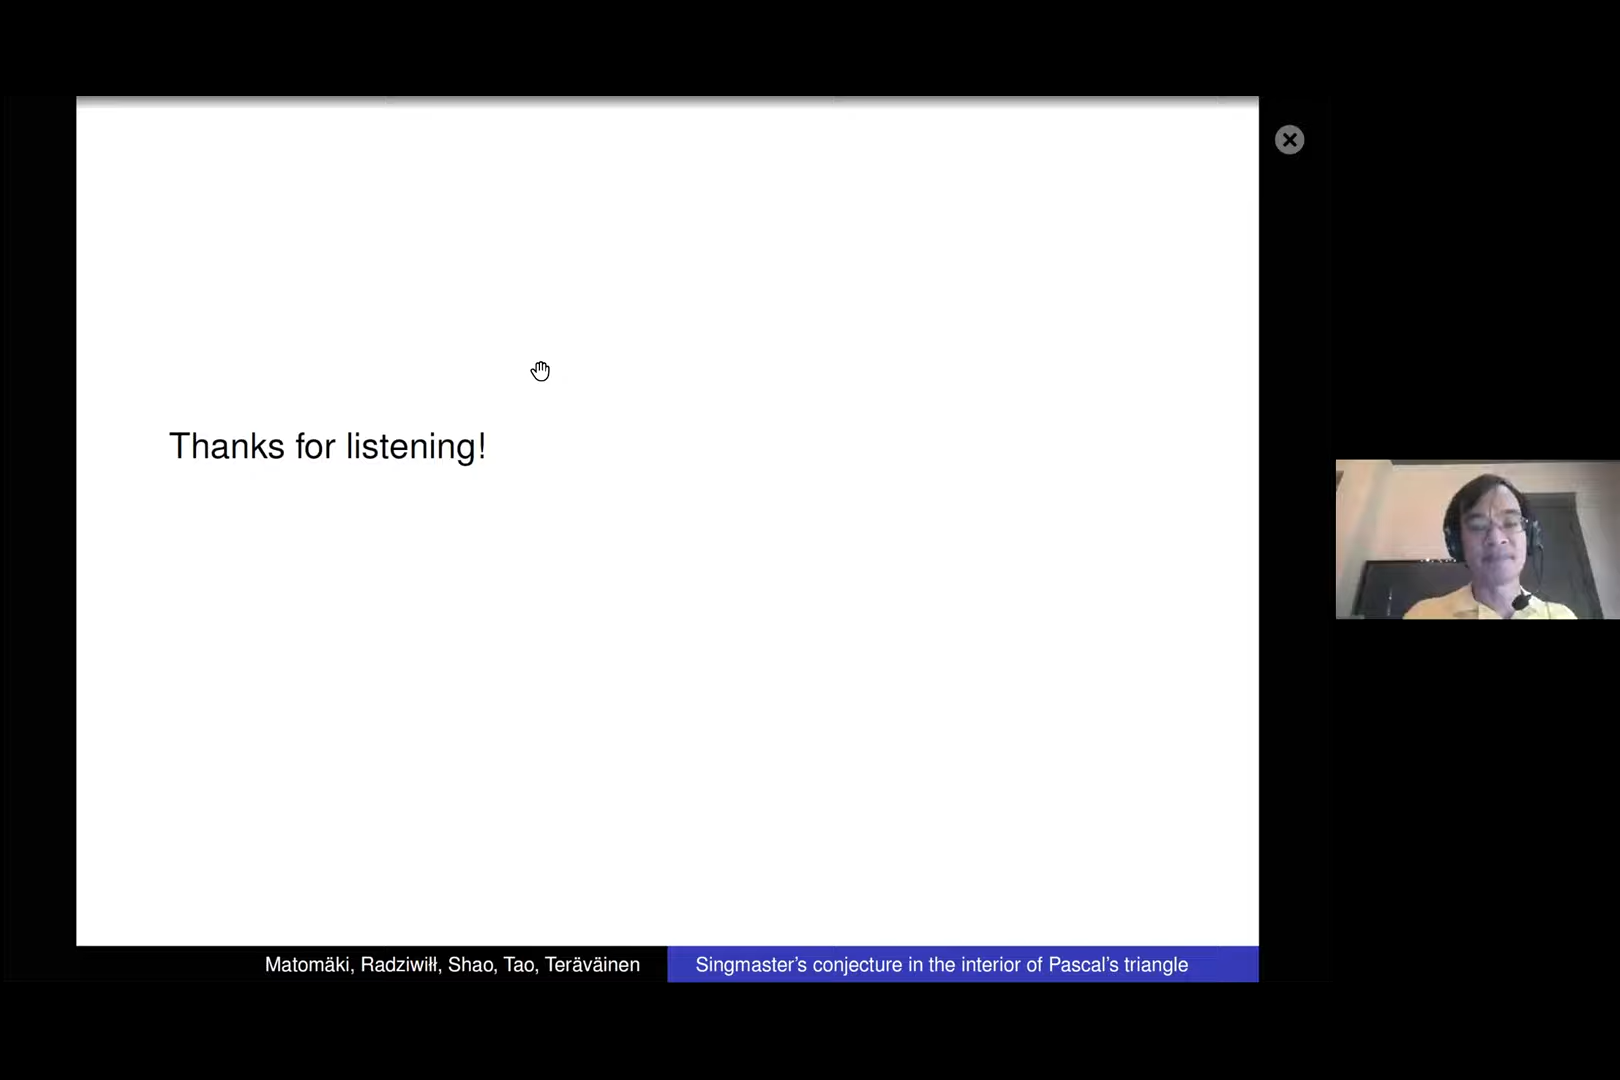 Thanks for listening!
Matomäki, Radziwiłł, Shao, Tao, Teräväinen
Singmaster's conjecture in the interior of Pascal's triangle